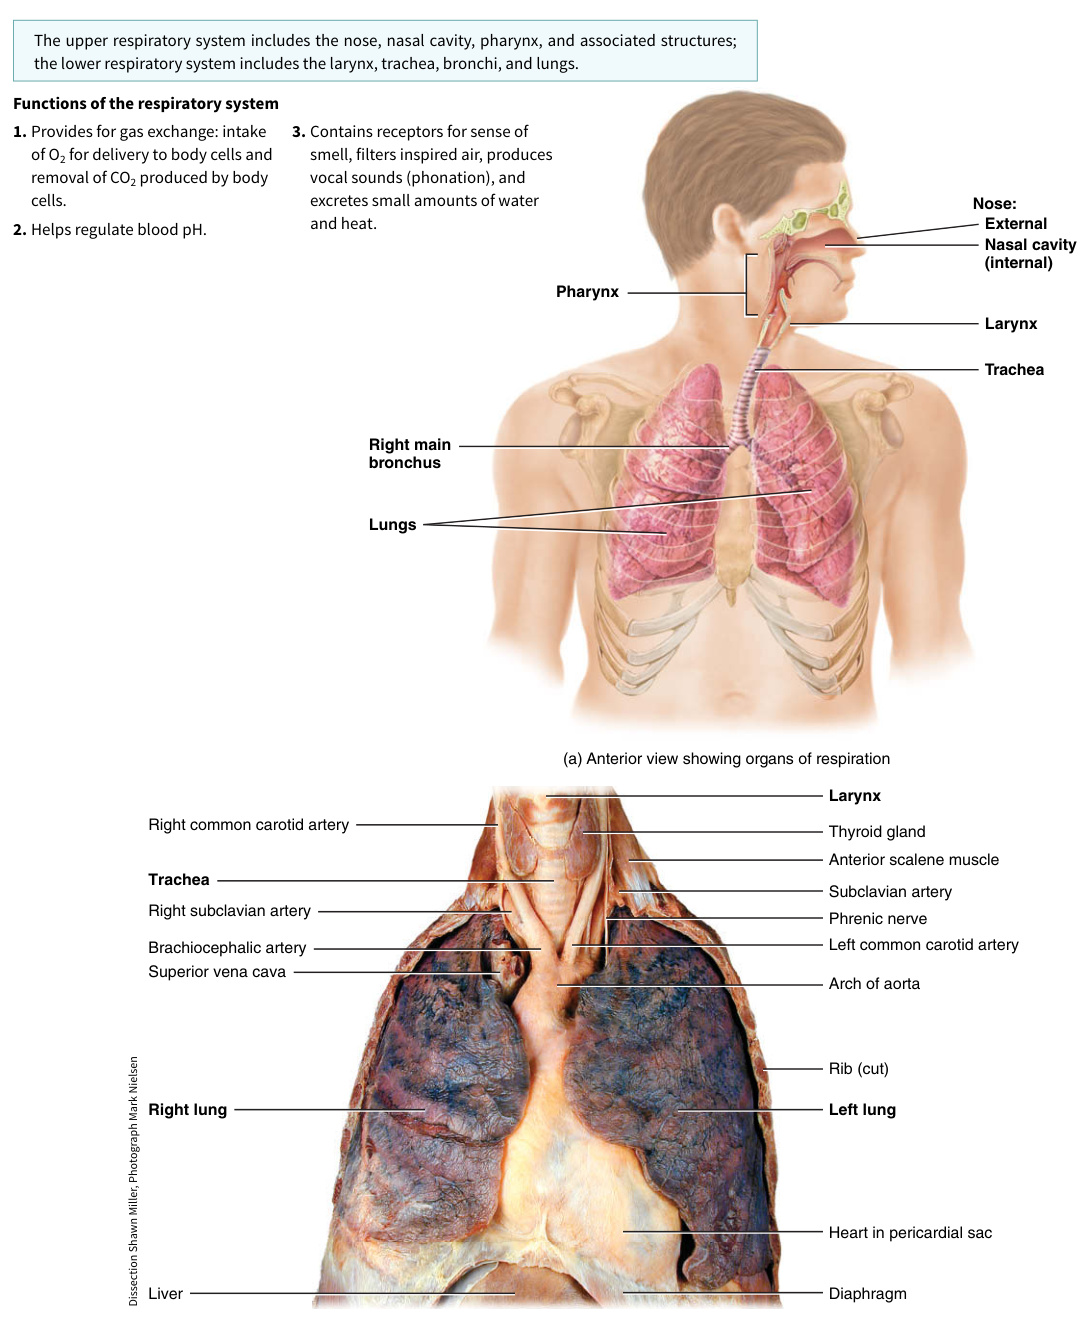 The upper respiratory system includes the nose, nasal cavity, pharynx, and associated structures;
the lower respiratory system includes the larynx, trachea, bronchi, and lungs.
Functions of the respiratory system
1. Provides for gas exchange: intake
of O₂ for delivery to body cells and
removal of CO₂ produced by body
cells.
2. Helps regulate blood pH.
3. Contains receptors for sense of
smell, filters inspired air, produces
vocal sounds (phonation), and
excretes small amounts of water
and heat.
Nose:
External
Nasal cavity
(internal)
Pharynx
Larynx
Trachea
Right main
bronchus
Lungs
(a) Anterior view showing organs of respiration
Larynx
Right common carotid artery
Thyroid gland
Anterior scalene muscle
Trachea
Subclavian artery
Right subclavian artery
Phrenic nerve
Brachiocephalic artery
Left common carotid artery
Superior vena cava
Arch of aorta
Rib (cut)
Right lung
Left lung
Heart in pericardial sac
Liver
Diaphragm
Dissection Shawn Miller, Photograph Mark Nielsen